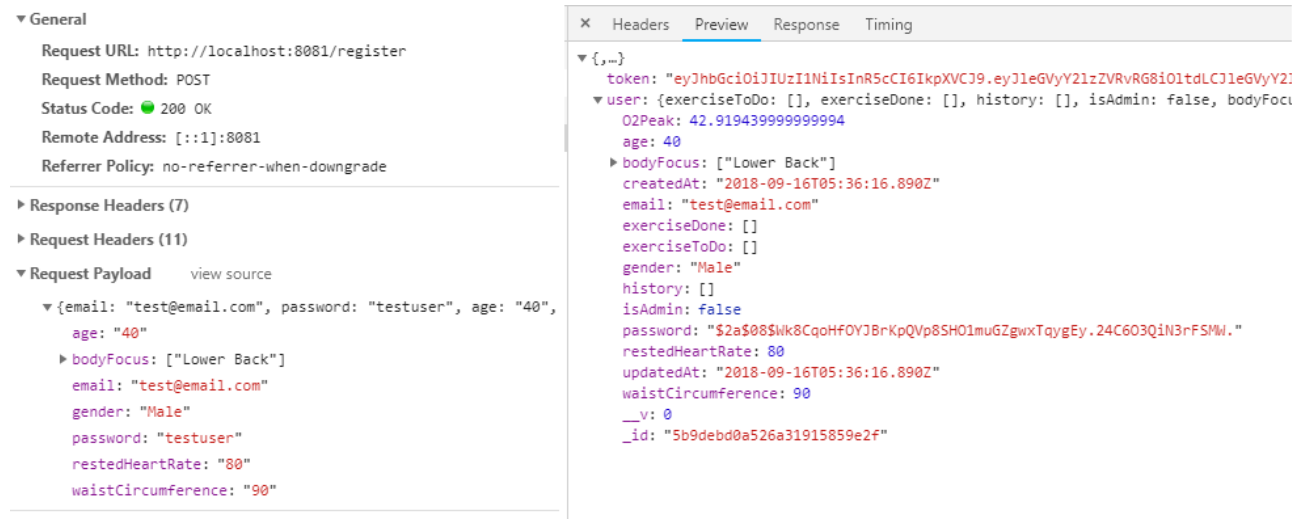 General
Request URL: http://localhost:8081/register
Request Method: POST
Status Code: 200 OK
Remote Address: [::1]:8081
Referrer Policy: no-referrer-when-downgrade
Response Headers (7)
Request Headers (11)
Request Payload view source
{email: "test@email.com", password: "testuser", age: "40",
age: "40"
bodyFocus: ["Lower Back"]
email: "test@email.com"
gender: "Male"
password: "testuser"
restedHeartRate: "80"
waistCircumference: "90"
× Headers Preview Response Timing
{,…}
token: "eyJhbGciOiJIUzI1NiIsInR5cCI6IkpXVCJ9.eyJleGVyY2lzZVRvRG8iOltdLCJleGVyY2l
user: {exerciseToDo: [], exerciseDone: [], history: [], isAdmin: false, bodyFocu
O2Peak: 42.919439999999994
age: 40
bodyFocus: ["Lower Back"]
createdAt: "2018-09-16T05:36:16.890Z"
email: "test@email.com"
exerciseDone: []
exerciseToDo: []
gender: "Male"
history: []
isAdmin: false
password: "$2a$08$Wk8CqoHfOYJBrKpQVp8SHO1muGZgwxTqygEy.24C6O3QiN3rFSMW."
restedHeartRate: 80
updatedAt: "2018-09-16T05:36:16.890Z"
waistCircumference: 90
__v: 0
_id: "5b9debd0a526a31915859e2f"